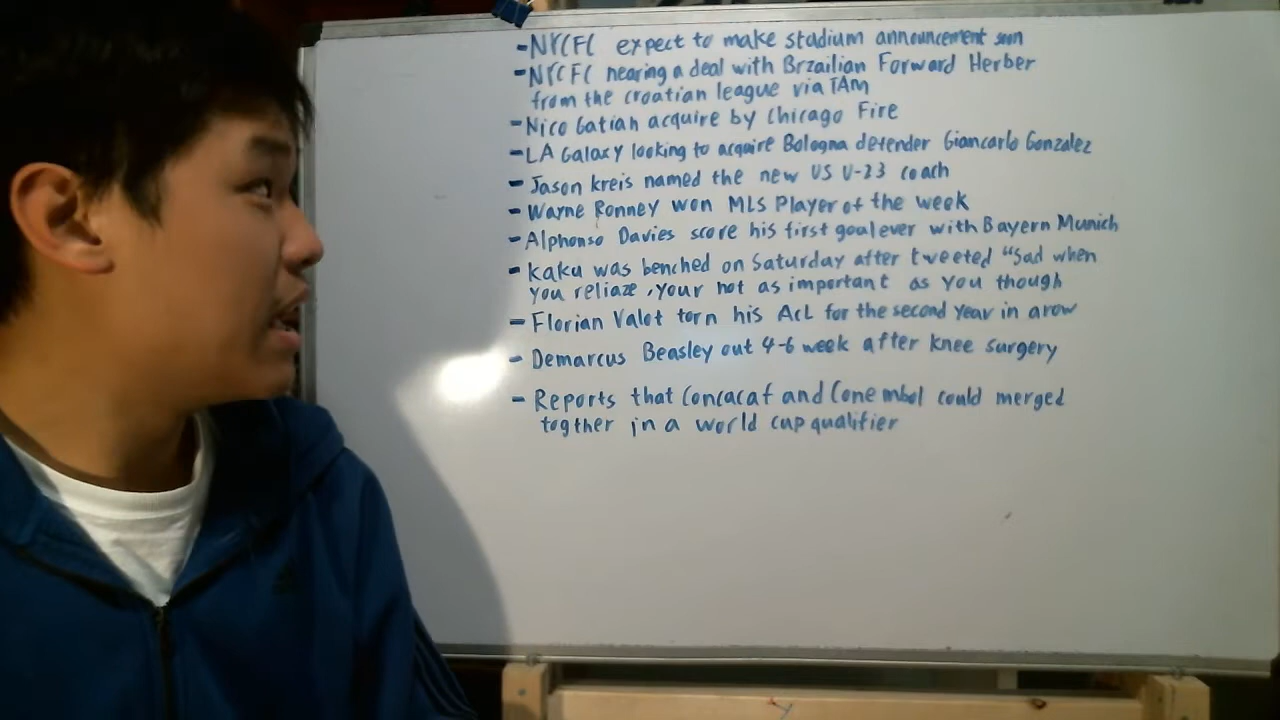 -NYCFC expect to make stadium announcement soon
-NYCFC nearing a deal with Brzailian Forward Herber
from the croatian league via TAM
-Nico Gatian acquire by Chicago Fire
-LA Galaxy looking to acquire Bologna defender Giancarlo Gonzalez
-Jason kreis named the new US U-23 coach
-Wayne Ronney won MLS Player of the week
-Alphonso Davies score his first goal ever with Bayern Munich
-kaku was benched on Saturday after tweeted "Sad when
you reliaze, your not as important as you though
-Florian Valot torn his ACL for the second year in arow
-Demarcus Beasley out 4-6 week after knee surgery
-Reports that Concacaf and Conembol could merged
togther in a world cup qualifier